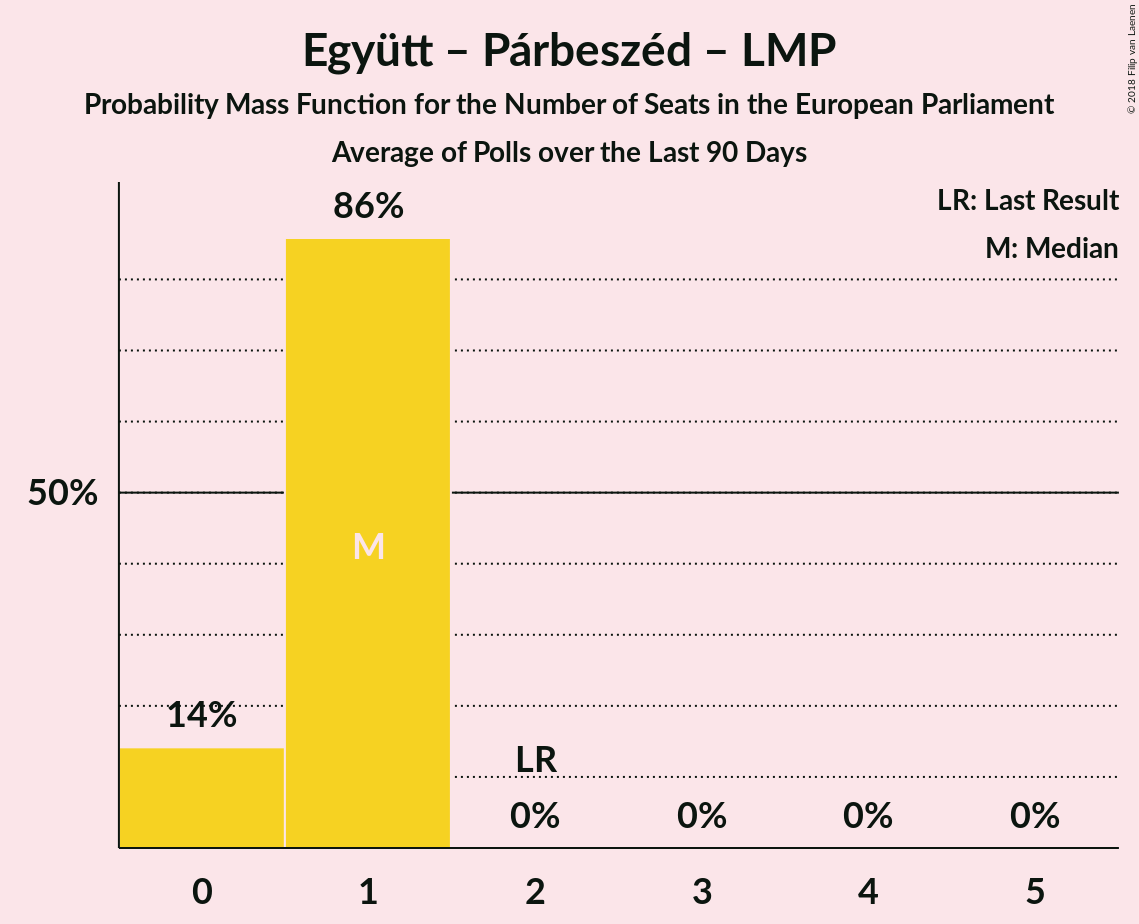 Együtt – Párbeszéd – LMP
Probability Mass Function for the Number of Seats in the European Parliament
Average of Polls over the Last 90 Days
© 2018 Filip van Laenen
LR: Last Result
M: Median
86%
50%
M
14%
LR
0%
0%
0%
0%
0 1 2 3 4 5